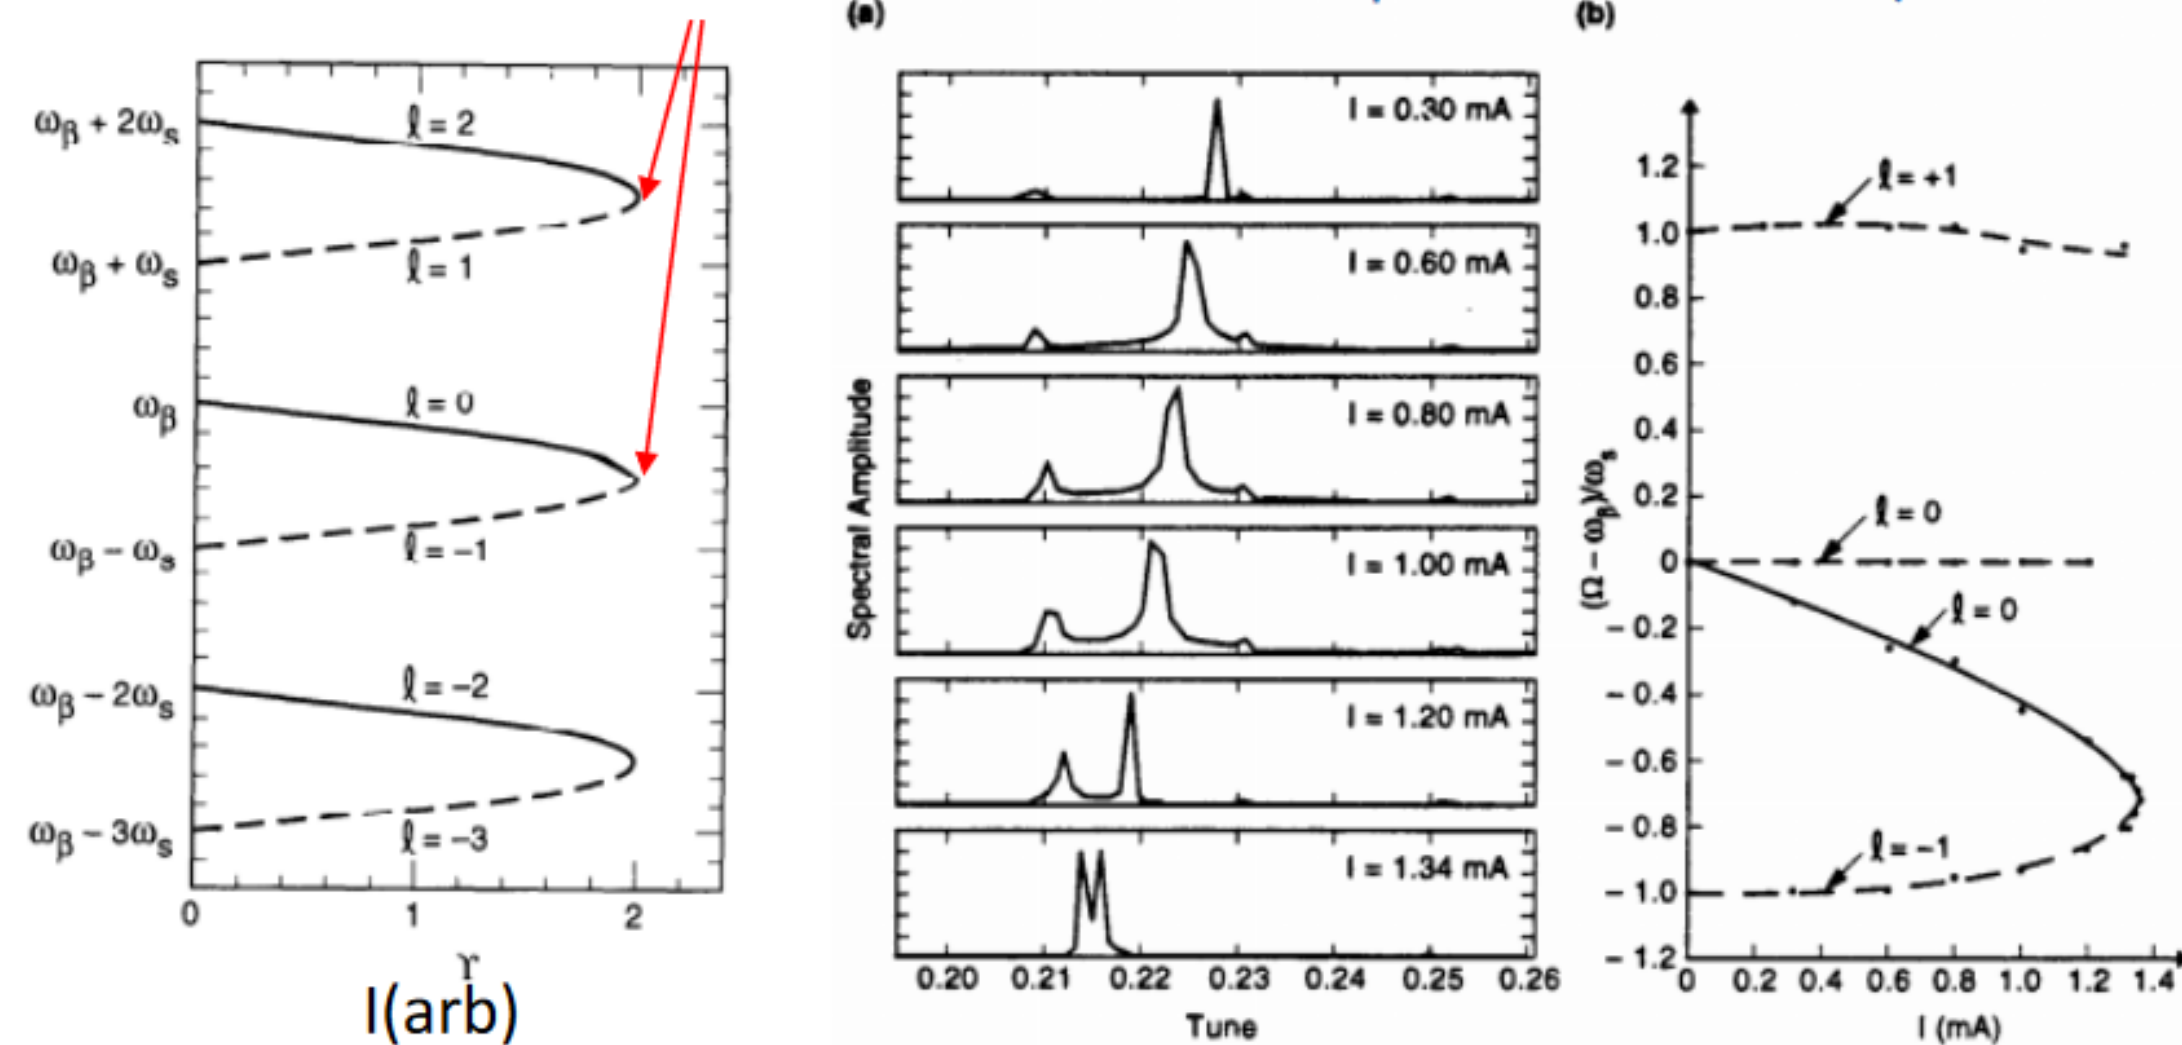 ωβ + 2ωs
ωβ + ωs
ωβ
ωβ − ωs
ωβ − 2ωs
ωβ − 3ωs
ℓ = 2
ℓ = 1
ℓ = 0
ℓ = −1
ℓ = −2
ℓ = −3
0 1 2
ϒ
I(arb)
(a)
I = 0.30 mA
I = 0.60 mA
I = 0.80 mA
I = 1.00 mA
I = 1.20 mA
I = 1.34 mA
Spectral Amplitude
0.20 0.21 0.22 0.23 0.24 0.25 0.26
Tune
(b)
1.2
1.0
0.8
0.6
0.4
0.2
0
− 0.2
− 0.4
− 0.6
− 0.8
− 1.0
− 1.2
(Ω − ωβ)/ωs
ℓ = +1
ℓ = 0
ℓ = 0
ℓ = −1
0 0.2 0.4 0.6 0.8 1.0 1.2 1.4
I (mA)